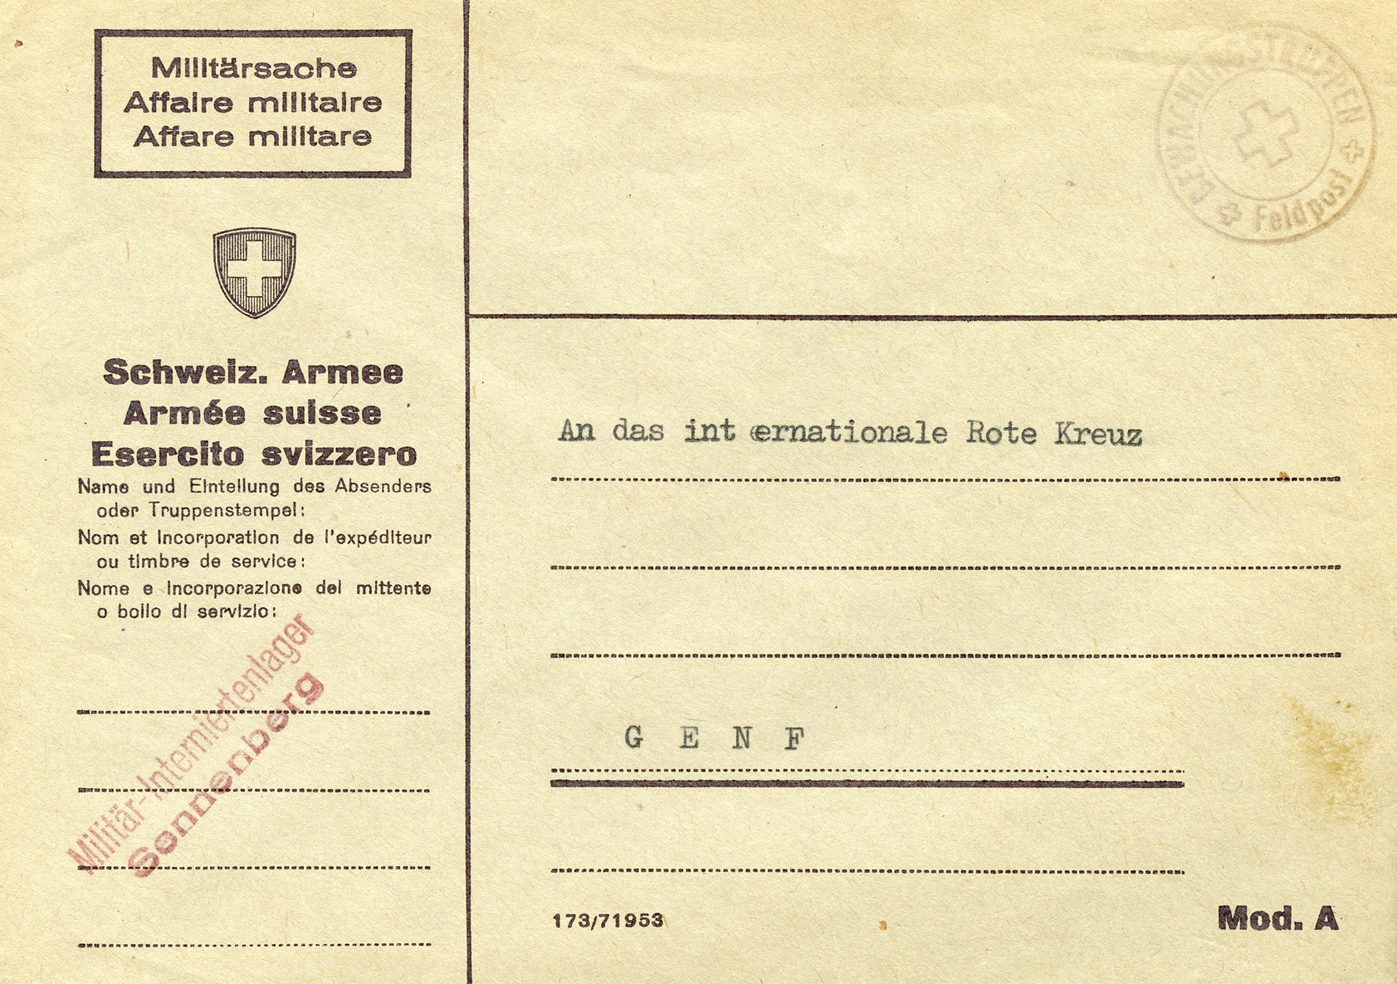 Militärsache
Affaire militaire
Affare militare
Schweiz. Armee
Armée suisse
Esercito svizzero
Name und Einteilung des Absenders
oder Truppenstempel:
Nom et incorporation de l'expéditeur
ou timbre de service:
Nome e incorporazione del mittente
o bollo di servizio:
Militär-Interniertenlager
Sonnenberg
BEWACHUNGSTRUPPEN
Feldpost
An das int ernationale Rote Kreuz
G E N F
173/71953
Mod. A